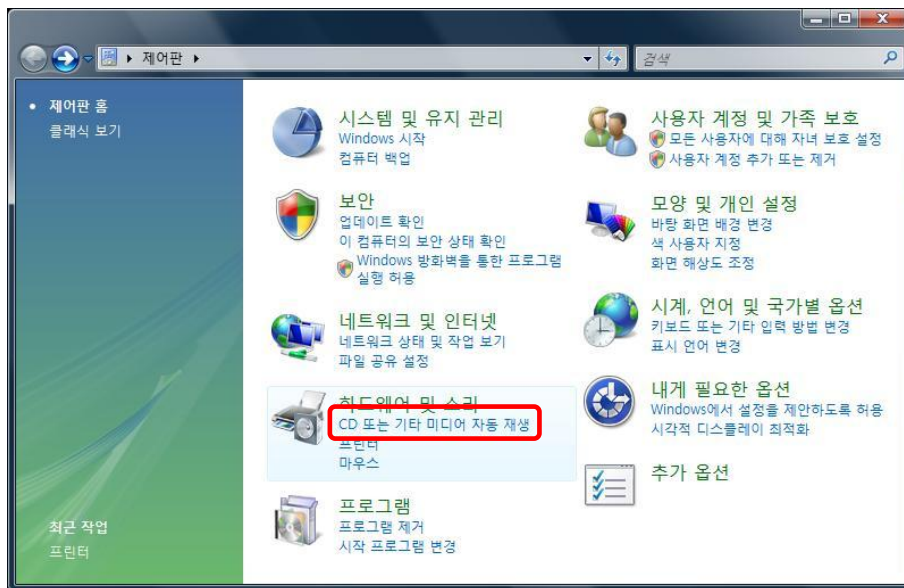 제어판
검색
제어판 홈
클래식 보기
최근 작업
프린터
시스템 및 유지 관리
Windows 시작
컴퓨터 백업
보안
업데이트 확인
이 컴퓨터의 보안 상태 확인
Windows 방화벽을 통한 프로그램
실행 허용
네트워크 및 인터넷
네트워크 상태 및 작업 보기
파일 공유 설정
하드웨어 및 소리
CD 또는 기타 미디어 자동 재생
프린터
마우스
프로그램
프로그램 제거
시작 프로그램 변경
사용자 계정 및 가족 보호
모든 사용자에 대해 자녀 보호 설정
사용자 계정 추가 또는 제거
모양 및 개인 설정
바탕 화면 배경 변경
색 사용자 지정
화면 해상도 조정
시계, 언어 및 국가별 옵션
키보드 또는 기타 입력 방법 변경
표시 언어 변경
내게 필요한 옵션
Windows에서 설정을 제안하도록 허용
시각적 디스플레이 최적화
추가 옵션